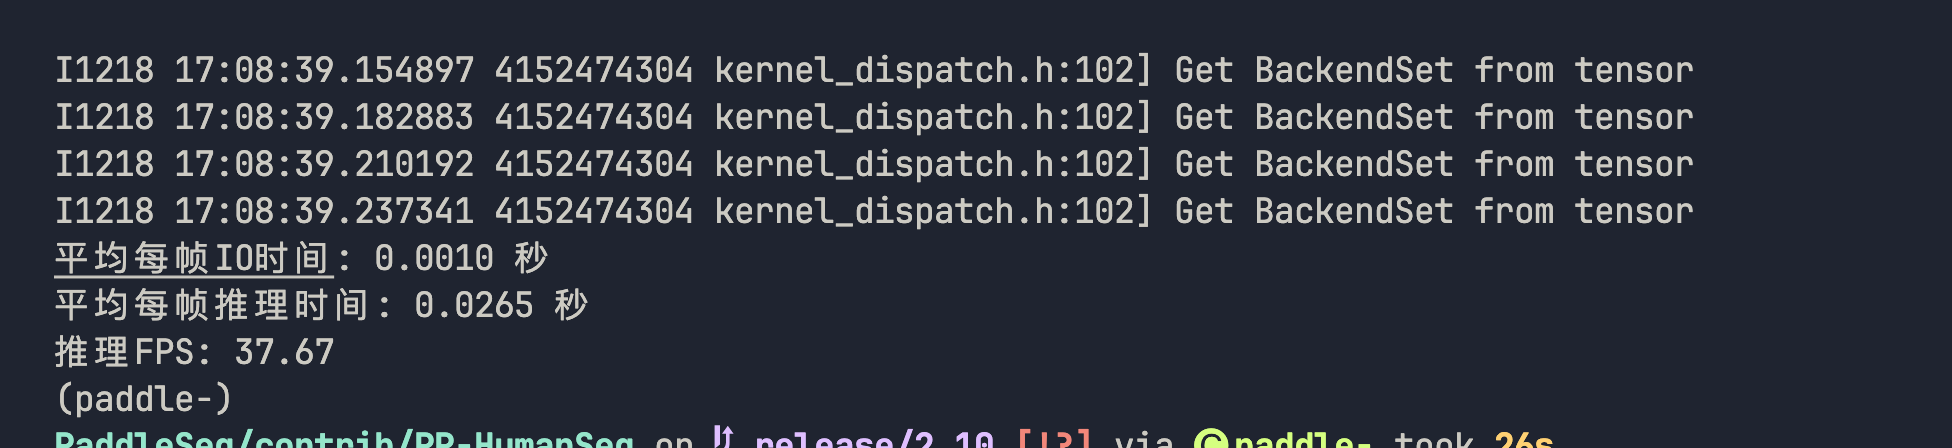 I1218 17:08:39.154897 4152474304 kernel_dispatch.h:102] Get BackendSet from tensor
I1218 17:08:39.182883 4152474304 kernel_dispatch.h:102] Get BackendSet from tensor
I1218 17:08:39.210192 4152474304 kernel_dispatch.h:102] Get BackendSet from tensor
I1218 17:08:39.237341 4152474304 kernel_dispatch.h:102] Get BackendSet from tensor
平均每帧IO时间: 0.0010 秒
平均每帧推理时间: 0.0265 秒
推理FPS: 37.67
(paddle-)
PaddleSeg/contrib/PP-HumanSeg on release/2.10 [!?] via paddle- took 26s